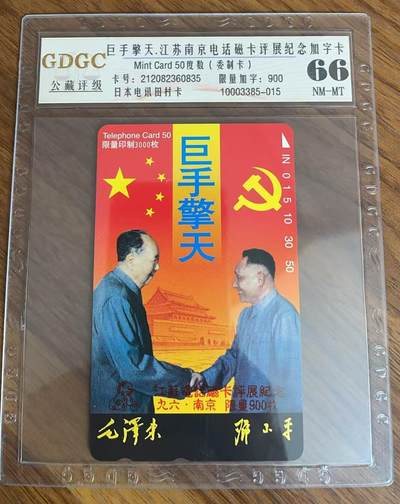 GDGC
公藏评级
巨手擎天.江苏南京电话磁卡评展纪念加字卡
Mint Card 50度数(委制卡)
卡号:212082360835 限量加字:900
日本电讯田村卡 10003385-015
66
NM-MT
Telephone Card 50
限量印制3000枚
巨手擎天
IN 0 1 5 10 30 50
江苏电话磁卡评展纪念
九六·南京 限量900枚
毛泽东 邓小平